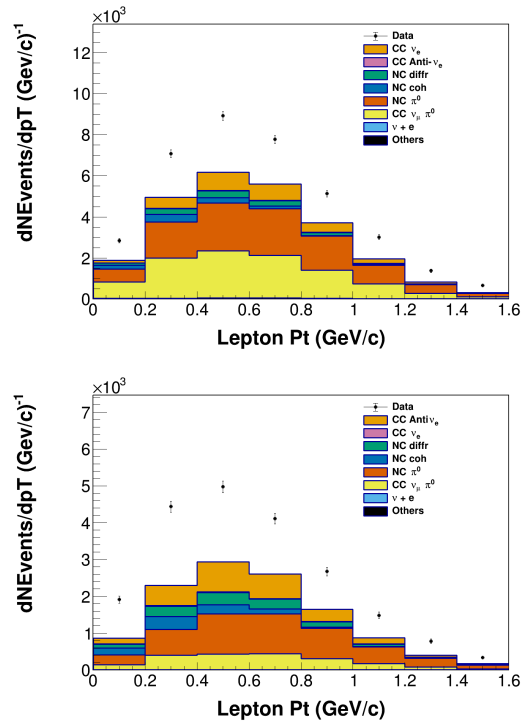 ×10³
dNEvents/dpT (Gev/c)⁻¹
12
10
8
6
4
2
0
Data
CC νₑ
CC Anti-νₑ
NC diffr
NC coh
NC π⁰
CC ν_μ π⁰
ν + e
Others
0 0.2 0.4 0.6 0.8 1 1.2 1.4 1.6
Lepton Pt (GeV/c)
×10³
dNEvents/dpT (Gev/c)⁻¹
7
6
5
4
3
2
1
0
Data
CC Antiνₑ
CC νₑ
NC diffr
NC coh
NC π⁰
CC ν_μ π⁰
ν + e
Others
0 0.2 0.4 0.6 0.8 1 1.2 1.4 1.6
Lepton Pt (GeV/c)